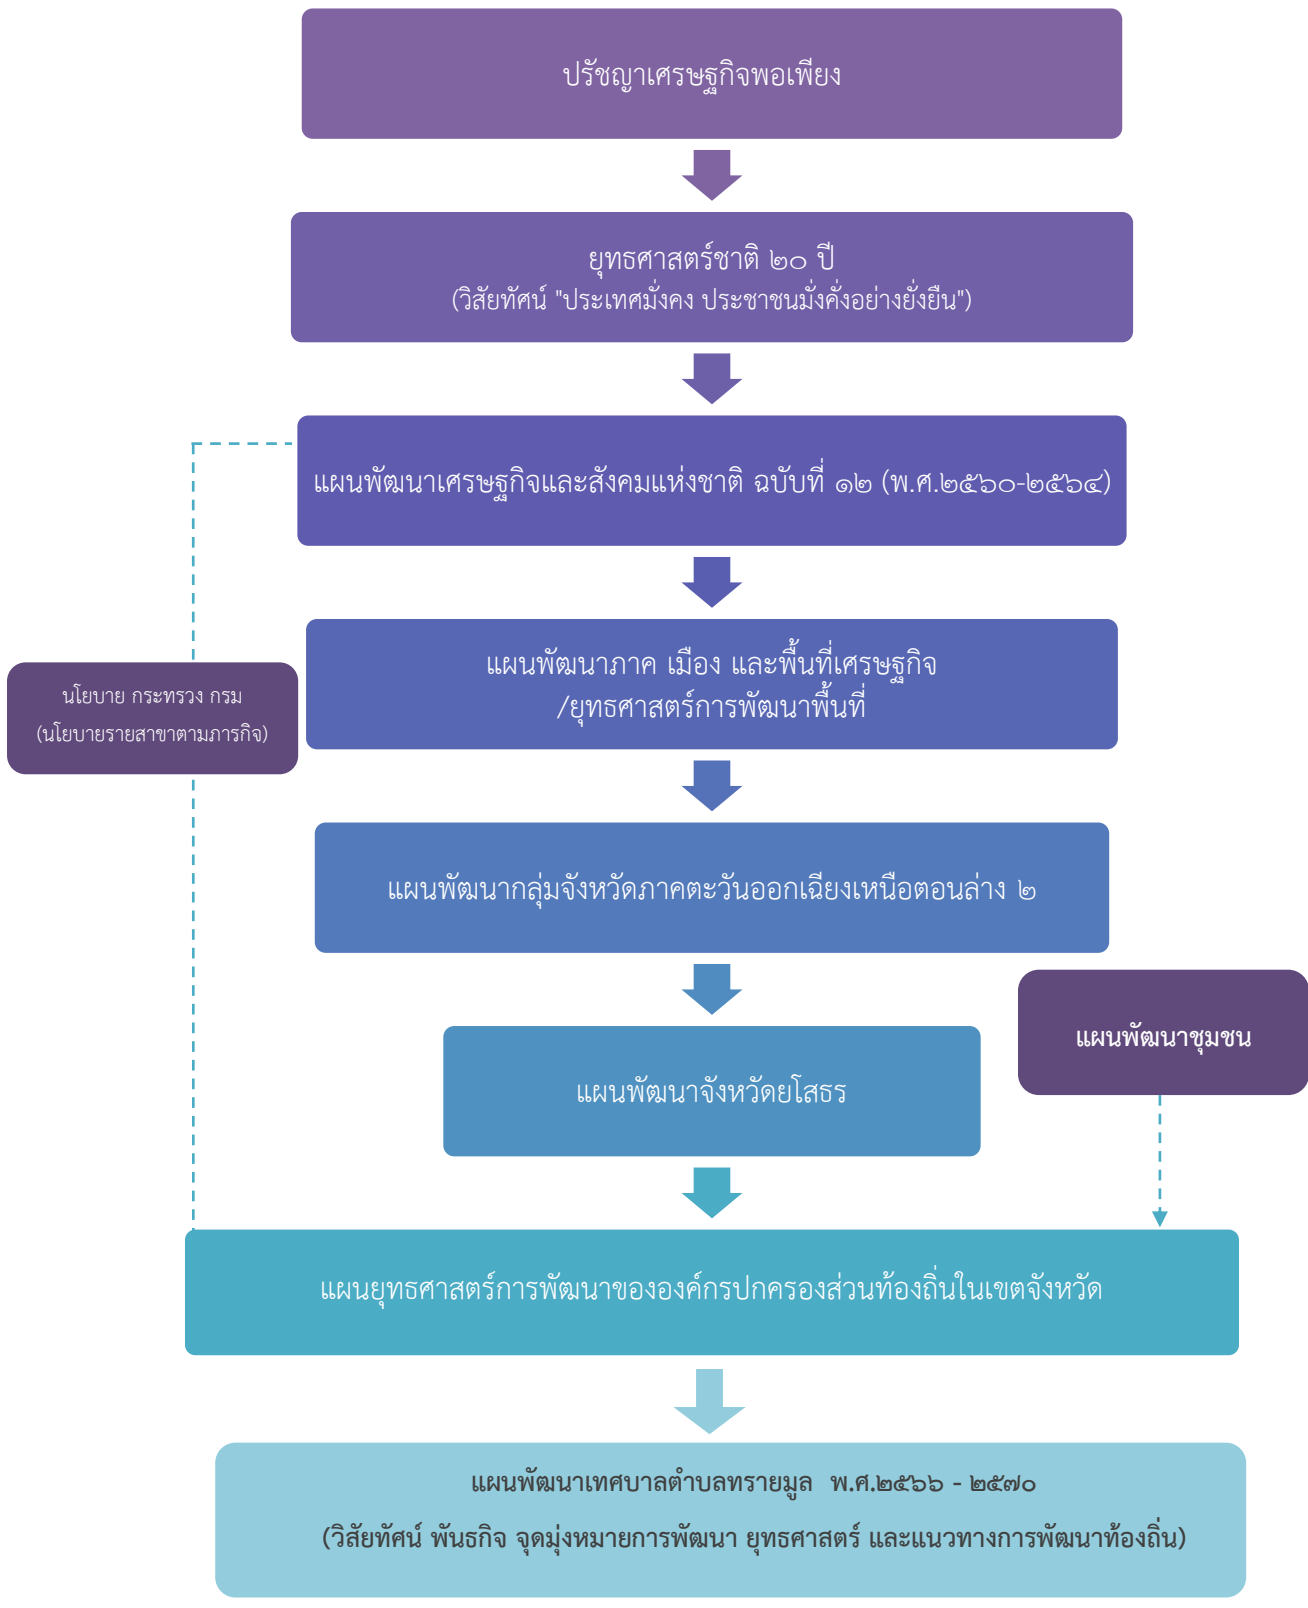 ปรัชญาเศรษฐกิจพอเพียง
ยุทธศาสตร์ชาติ ๒๐ ปี
(วิสัยทัศน์ "ประเทศมั่งคง ประชาชนมั่งคั่งอย่างยั่งยืน")
แผนพัฒนาเศรษฐกิจและสังคมแห่งชาติ ฉบับที่ ๑๒ (พ.ศ.๒๕๖๐-๒๕๖๔)
แผนพัฒนาภาค เมือง และพื้นที่เศรษฐกิจ
/ยุทธศาสตร์การพัฒนาพื้นที่
นโยบาย กระทรวง กรม
(นโยบายรายสาขาตามภารกิจ)
แผนพัฒนากลุ่มจังหวัดภาคตะวันออกเฉียงเหนือตอนล่าง ๒
แผนพัฒนาชุมชน
แผนพัฒนาจังหวัดยโสธร
แผนยุทธศาสตร์การพัฒนาขององค์กรปกครองส่วนท้องถิ่นในเขตจังหวัด
แผนพัฒนาเทศบาลตำบลทรายมูล พ.ศ.๒๕๖๖ - ๒๕๗๐
(วิสัยทัศน์ พันธกิจ จุดมุ่งหมายการพัฒนา ยุทธศาสตร์ และแนวทางการพัฒนาท้องถิ่น)